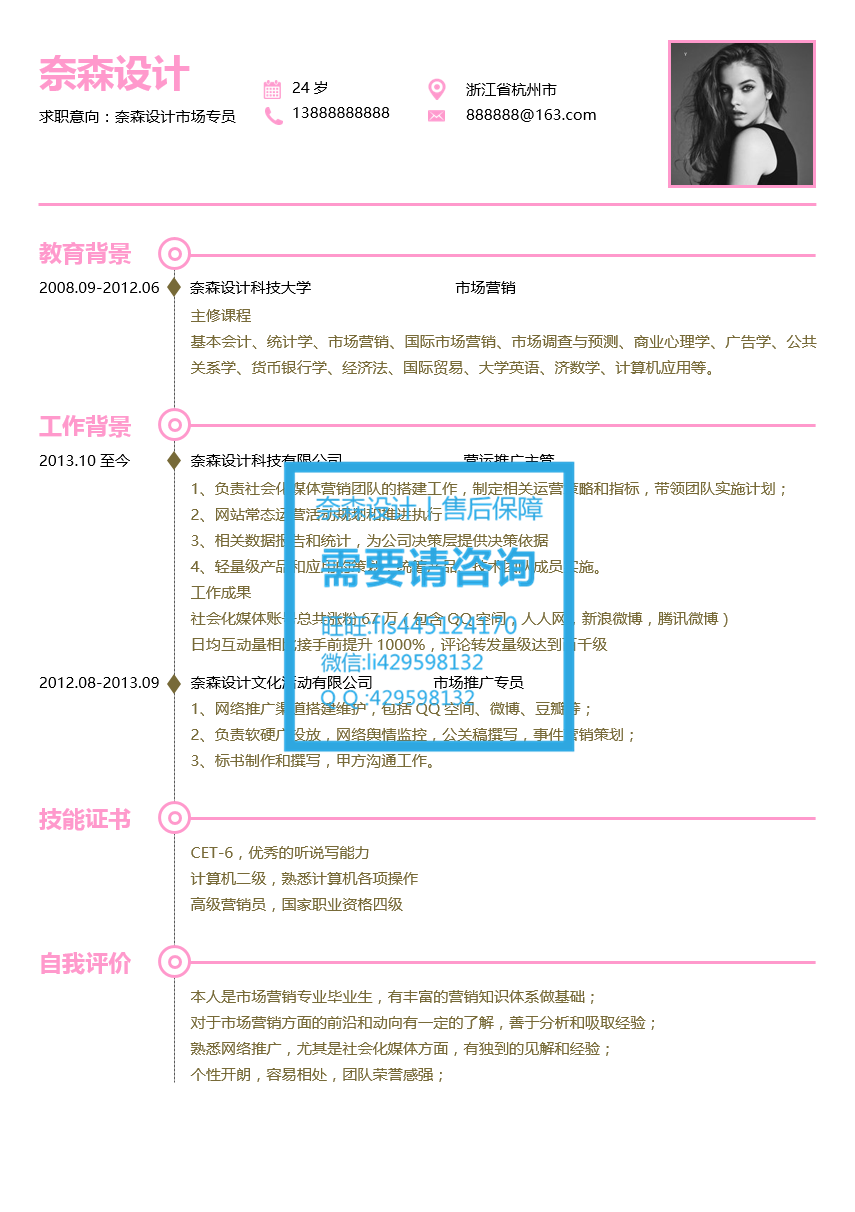 奈森设计
求职意向：奈森设计市场专员
24 岁
13888888888
浙江省杭州市
888888@163.com
教育背景
2008.09-2012.06 奈森设计科技大学 市场营销
主修课程
基本会计、统计学、市场营销、国际市场营销、市场调查与预测、商业心理学、广告学、公共
关系学、货币银行学、经济法、国际贸易、大学英语、济数学、计算机应用等。
工作背景
2013.10 至今 奈森设计科技有限公司 营运推广主管
1、负责社会化媒体营销团队的搭建工作，制定相关运营策略和指标，带领团队实施计划；
2、网站常态运营活动规划和推进执行
3、相关数据报告和统计，为公司决策层提供决策依据
4、轻量级产品和应用的策划，统筹产品、技术团队成员实施。
工作成果
社会化媒体账号总共涨粉 67 万（包含 QQ 空间，人人网，新浪微博，腾讯微博）
日均互动量相比接手前提升 1000%，评论转发量级达到百千级
2012.08-2013.09 奈森设计文化活动有限公司 市场推广专员
1、网络推广渠道搭建维护，包括 QQ 空间、微博、豆瓣等；
2、负责软硬广投放，网络舆情监控，公关稿撰写，事件营销策划；
3、标书制作和撰写，甲方沟通工作。
奈森设计 | 售后保障
需要请咨询
旺旺:fls445124170
微信:li429598132
Q Q :429598132
技能证书
CET-6，优秀的听说写能力
计算机二级，熟悉计算机各项操作
高级营销员，国家职业资格四级
自我评价
本人是市场营销专业毕业生，有丰富的营销知识体系做基础；
对于市场营销方面的前沿和动向有一定的了解，善于分析和吸取经验；
熟悉网络推广，尤其是社会化媒体方面，有独到的见解和经验；
个性开朗，容易相处，团队荣誉感强；